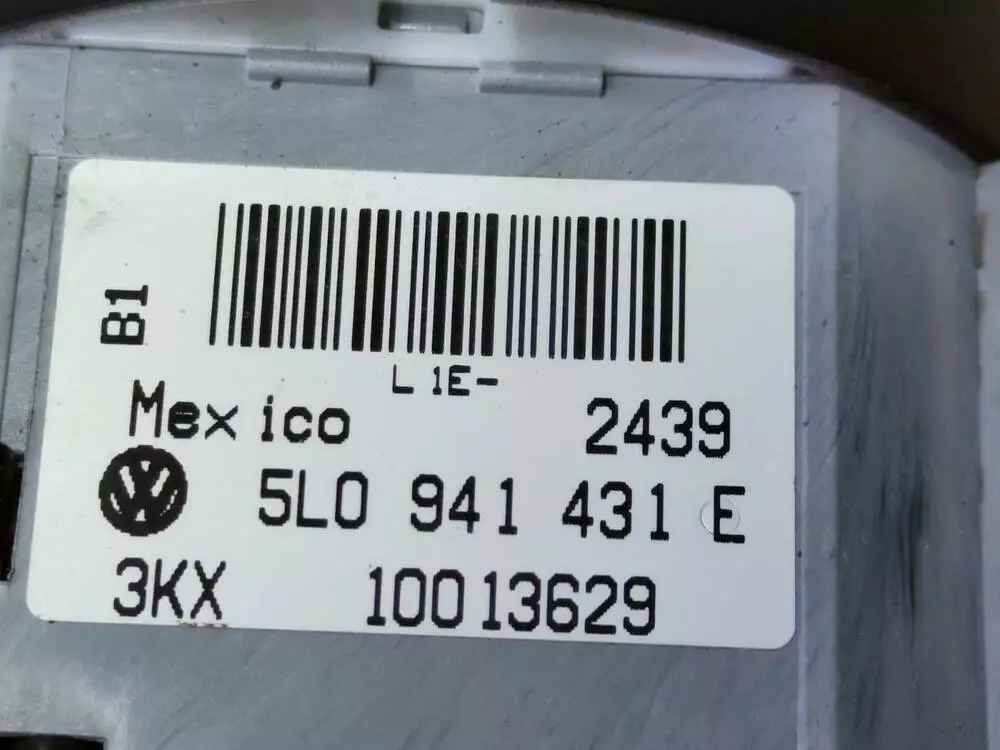 B1
L 1E-
Mexico 2439
5L0 941 431 E
3KX 10013629